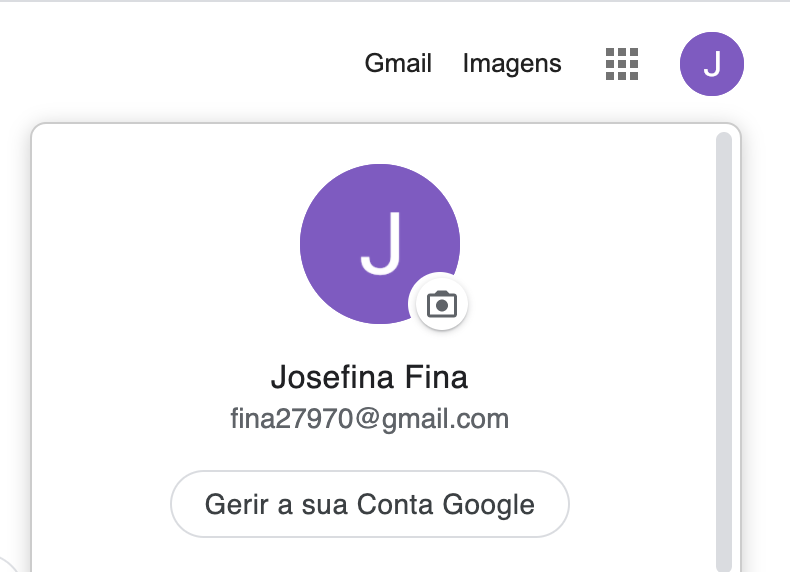 Gmail Imagens J
J
Josefina Fina
fina27970@gmail.com
Gerir a sua Conta Google